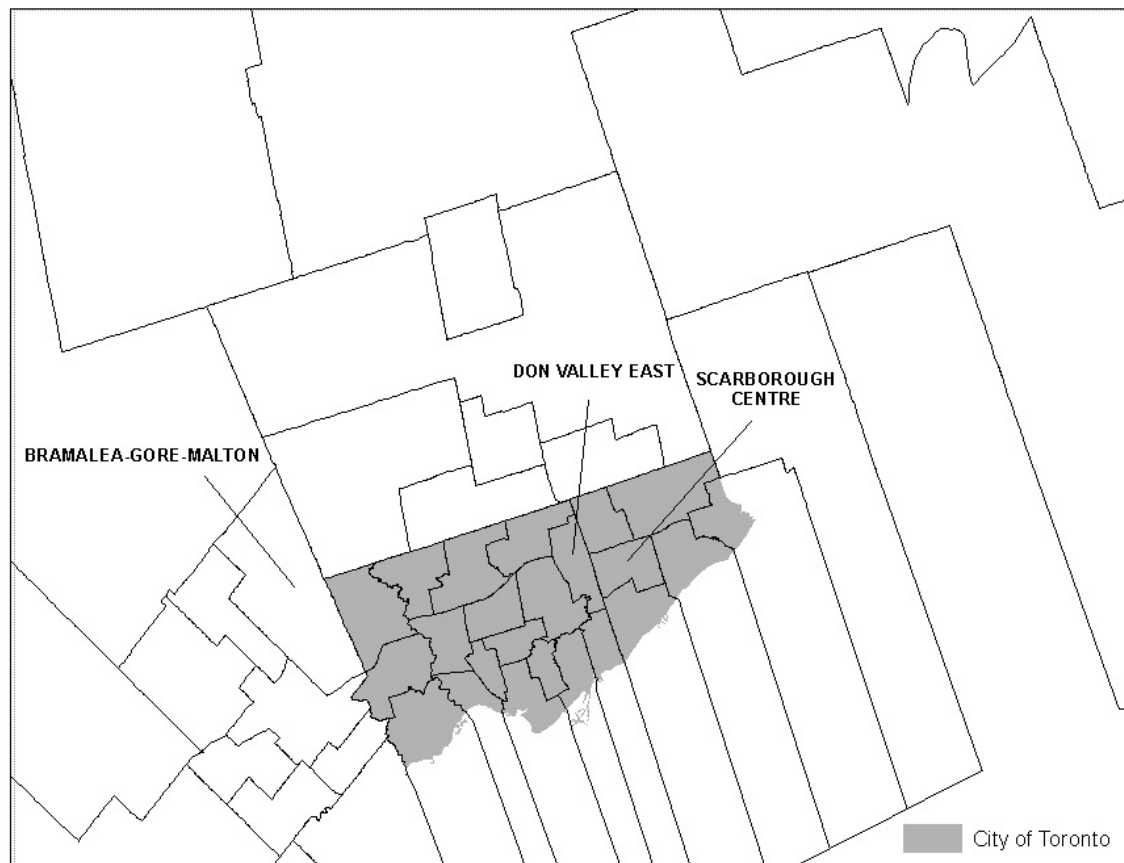 DON VALLEY EAST
SCARBOROUGH
CENTRE
BRAMALEA-GORE-MALTON
City of Toronto